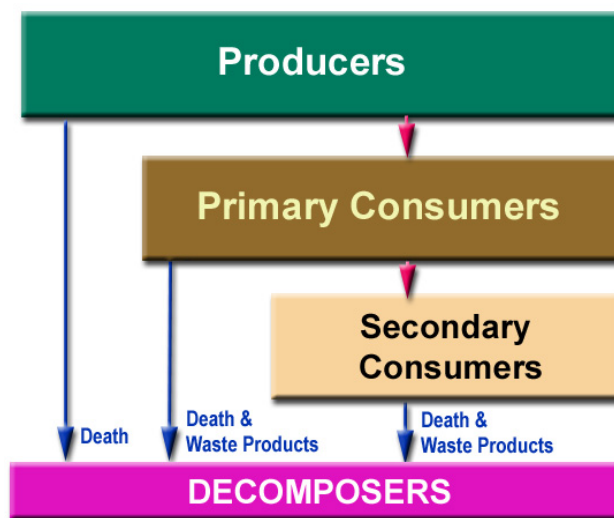 Producers
Primary Consumers
Secondary
Consumers
Death
Death &
Waste Products
Death &
Waste Products
DECOMPOSERS